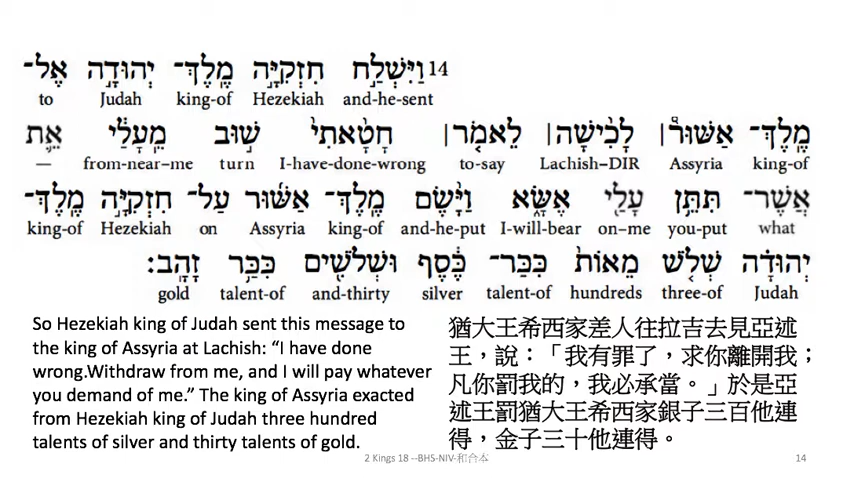 14 וַיִּשְׁלַ֣ח חִזְקִיָּ֣ה מֶֽלֶךְ־ יְהוּדָ֣ה אֶל־
to Judah king-of Hezekiah and-he-sent
מֶֽלֶךְ־ אַשּׁוּר֩׀ לָכִ֨ישָׁה׀ לֵאמֹ֤ר׀ חָטָ֙אתִי֙ שׁ֣וּב מֵֽעָלַ֔י אֵ֛ת
— from-near–me turn I-have-done-wrong to-say Lachish–DIR Assyria king-of
אֲשֶׁר־ תִּתֵּ֥ן עָלַ֖י אֶשָּׂ֑א וַיָּ֨שֶׂם מֶֽלֶךְ־ אַשּׁ֜וּר עַל־ חִזְקִיָּ֣ה מֶֽלֶךְ־
king-of Hezekiah on Assyria king-of and-he-put I-will-bear on–me you-put what
יְהוּדָ֗ה שְׁלֹ֤שׁ מֵאוֹת֙ כִּכַּר־ כֶּ֔סֶף וּשְׁלֹשִׁ֖ים כִּכַּ֥ר זָהָֽב׃
gold talent-of and-thirty silver talent-of hundreds three-of Judah
So Hezekiah king of Judah sent this message to
the king of Assyria at Lachish: “I have done
wrong.Withdraw from me, and I will pay whatever
you demand of me.” The king of Assyria exacted
from Hezekiah king of Judah three hundred
talents of silver and thirty talents of gold.
猶大王希西家差人往拉吉去見亞述
王，說：「我有罪了，求你離開我；
凡你罰我的，我必承當。」於是亞
述王罰猶大王希西家銀子三百他連
得，金子三十他連得。
2 Kings 18 --BHS-NIV-和合本
14